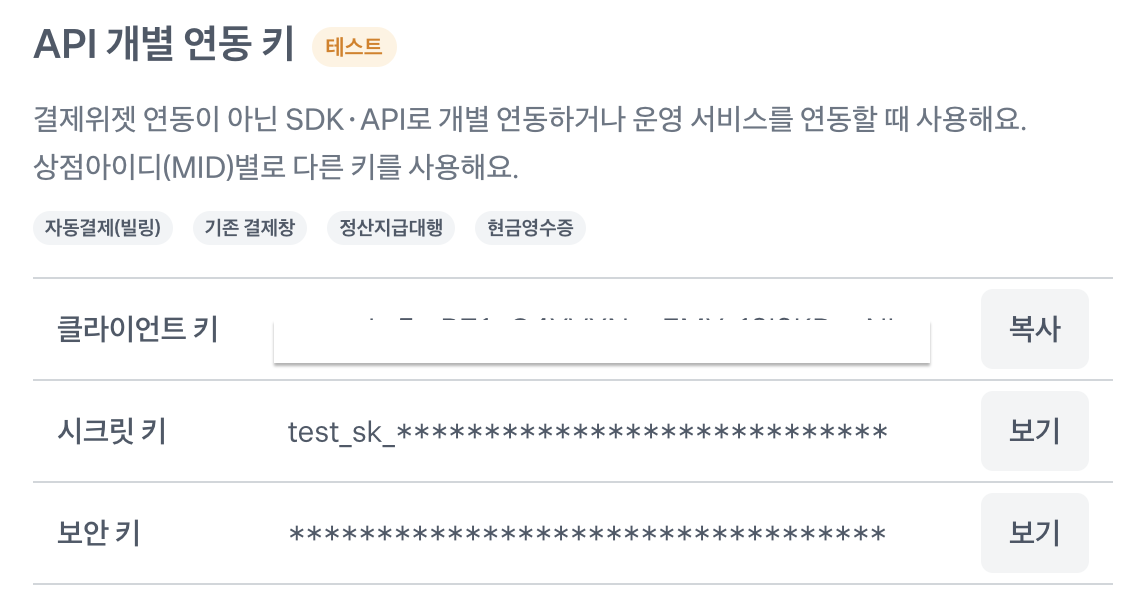 API 개별 연동 키 테스트
결제위젯 연동이 아닌 SDK·API로 개별 연동하거나 운영 서비스를 연동할 때 사용해요.
상점아이디(MID)별로 다른 키를 사용해요.
자동결제(빌링) 기존 결제창 정산지급대행 현금영수증
클라이언트 키 복사
시크릿 키 test_sk_**************************** 보기
보안 키 ********************************** 보기